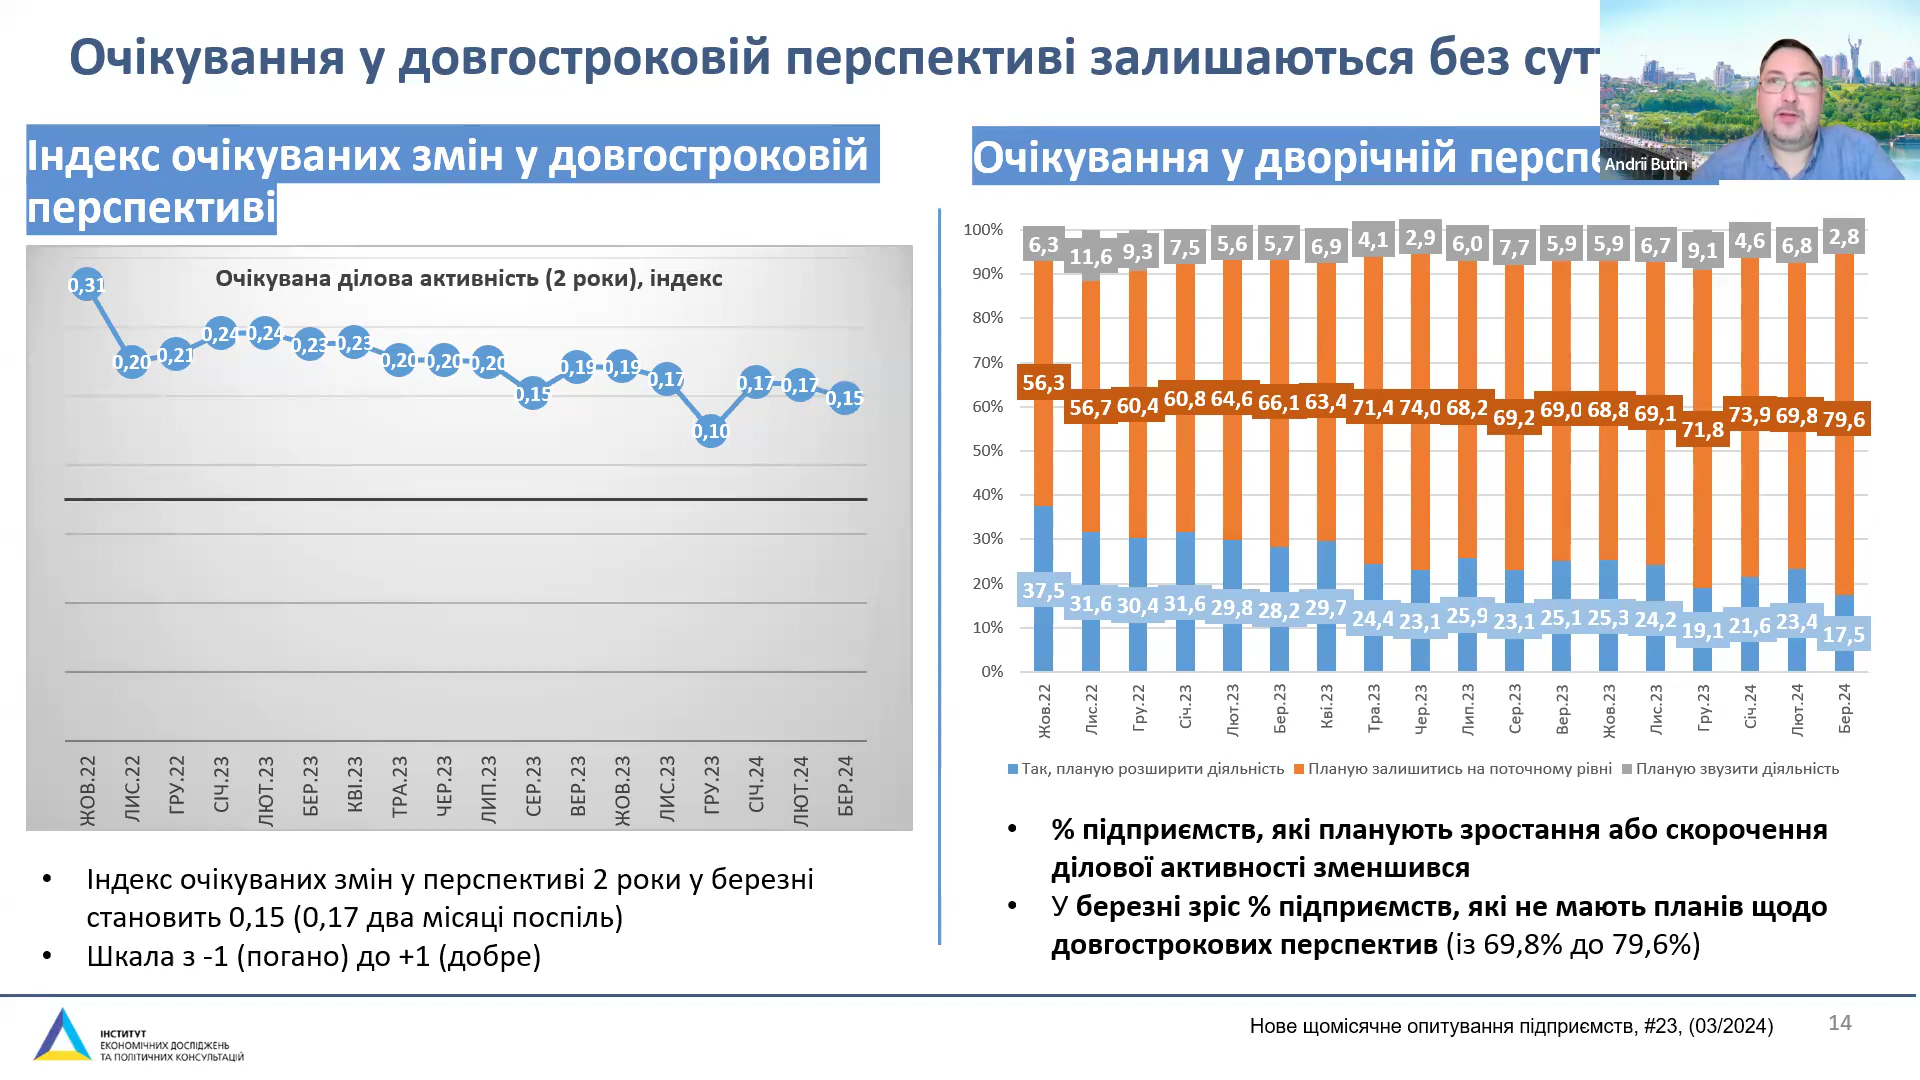 Очікування у довгостроковій перспективі залишаються без
Andrii Butin
Індекс очікуваних змін у довгостроковій
перспективі
Очікувана ділова активність (2 роки), індекс
0,31 0,20 0,21 0,24 0,24 0,23 0,23 0,20 0,20 0,20 0,15 0,19 0,19 0,17 0,10 0,17 0,17 0,15
ЖОВ.22 ЛИС.22 ГРУ.22 СІЧ.23 ЛЮТ.23 БЕР.23 КВІ.23 ТРА.23 ЧЕР.23 ЛИП.23 СЕР.23 ВЕР.23 ЖОВ.23 ЛИС.23 ГРУ.23 СІЧ.24 ЛЮТ.24 БЕР.24
• Індекс очікуваних змін у перспективі 2 роки у березні
становить 0,15 (0,17 два місяці поспіль)
• Шкала з -1 (погано) до +1 (добре)
Очікування у дворічній
100%
90%
80%
70%
60%
50%
40%
30%
20%
10%
0%
6,3 11,6 9,3 7,5 5,6 5,7 6,9 4,1 2,9 6,0 7,7 5,9 5,9 6,7 9,1 4,6 6,8 2,8
56,3 56,7 60,4 60,8 64,6 66,1 63,4 71,4 74,0 68,2 69,2 69,0 68,8 69,1 71,8 73,9 69,8 79,6
37,5 31,6 30,4 31,6 29,8 28,2 29,7 24,4 23,1 25,9 23,1 25,1 25,3 24,2 19,1 21,6 23,4 17,5
Жов.22 Лис.22 Гру.22 Січ.23 Лют.23 Бер.23 Кві.23 Тра.23 Чер.23 Лип.23 Сер.23 Вер.23 Жов.23 Лис.23 Гру.23 Січ.24 Лют.24 Бер.24
Так, планую розширити діяльність Планую залишитись на поточному рівні Планую звузити діяльність
• % підприємств, які планують зростання або скорочення
ділової активності зменшився
• У березні зріс % підприємств, які не мають планів щодо
довгострокових перспектив (із 69,8% до 79,6%)
ІНСТИТУТ
ЕКОНОМІЧНИХ ДОСЛІДЖЕНЬ
ТА ПОЛІТИЧНИХ КОНСУЛЬТАЦІЙ
Нове щомісячне опитування підприємств, #23, (03/2024)
14